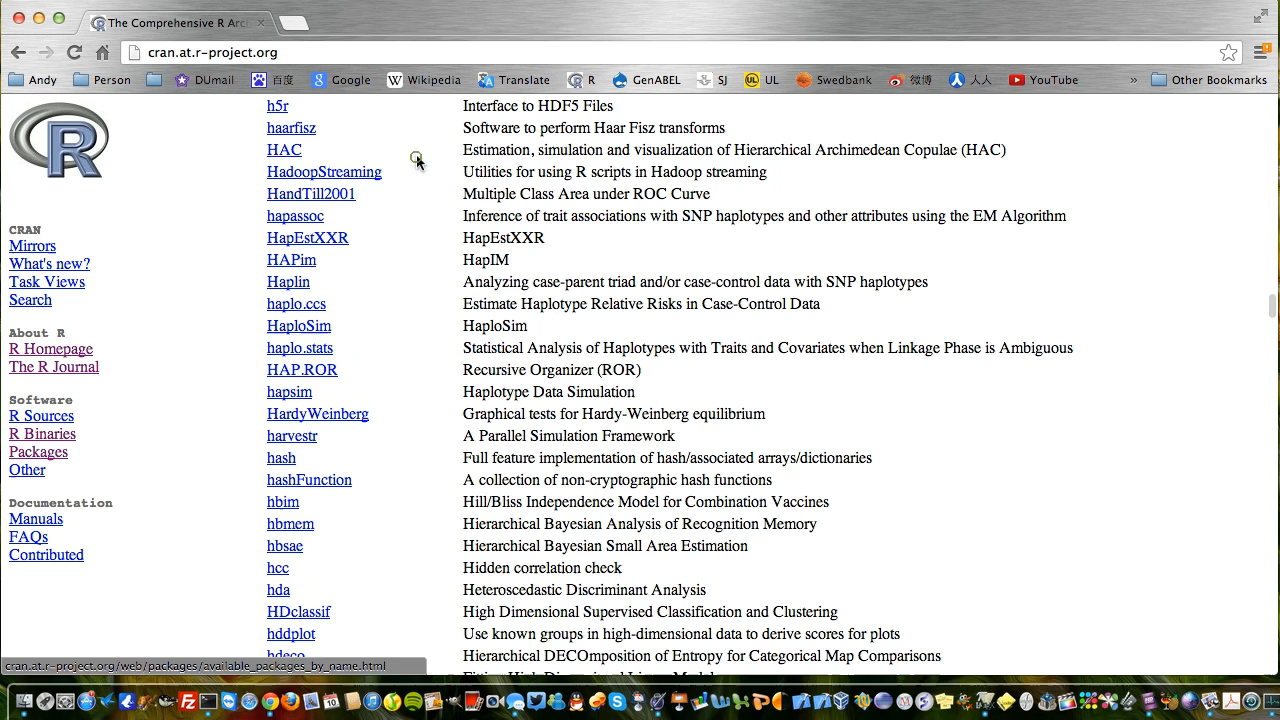 The Comprehensive R Arc
cran.at.r-project.org
Andy Person DUmail 百度 Google Wikipedia Translate R GenABEL SJ UL Swedbank 微博 人人 YouTube » Other Bookmarks
R
CRAN
Mirrors
What's new?
Task Views
Search
About R
R Homepage
The R Journal
Software
R Sources
R Binaries
Packages
Other
Documentation
Manuals
FAQs
Contributed
h5r Interface to HDF5 Files
haarfisz Software to perform Haar Fisz transforms
HAC Estimation, simulation and visualization of Hierarchical Archimedean Copulae (HAC)
HadoopStreaming Utilities for using R scripts in Hadoop streaming
HandTill2001 Multiple Class Area under ROC Curve
hapassoc Inference of trait associations with SNP haplotypes and other attributes using the EM Algorithm
HapEstXXR HapEstXXR
HAPim HapIM
Haplin Analyzing case-parent triad and/or case-control data with SNP haplotypes
haplo.ccs Estimate Haplotype Relative Risks in Case-Control Data
HaploSim HaploSim
haplo.stats Statistical Analysis of Haplotypes with Traits and Covariates when Linkage Phase is Ambiguous
HAP.ROR Recursive Organizer (ROR)
hapsim Haplotype Data Simulation
HardyWeinberg Graphical tests for Hardy-Weinberg equilibrium
harvestr A Parallel Simulation Framework
hash Full feature implementation of hash/associated arrays/dictionaries
hashFunction A collection of non-cryptographic hash functions
hbim Hill/Bliss Independence Model for Combination Vaccines
hbmem Hierarchical Bayesian Analysis of Recognition Memory
hbsae Hierarchical Bayesian Small Area Estimation
hcc Hidden correlation check
hda Heteroscedastic Discriminant Analysis
HDclassif High Dimensional Supervised Classification and Clustering
hddplot Use known groups in high-dimensional data to derive scores for plots
hdeco Hierarchical DECOmposition of Entropy for Categorical Map Comparisons
cran.at.r-project.org/web/packages/available_packages_by_name.html